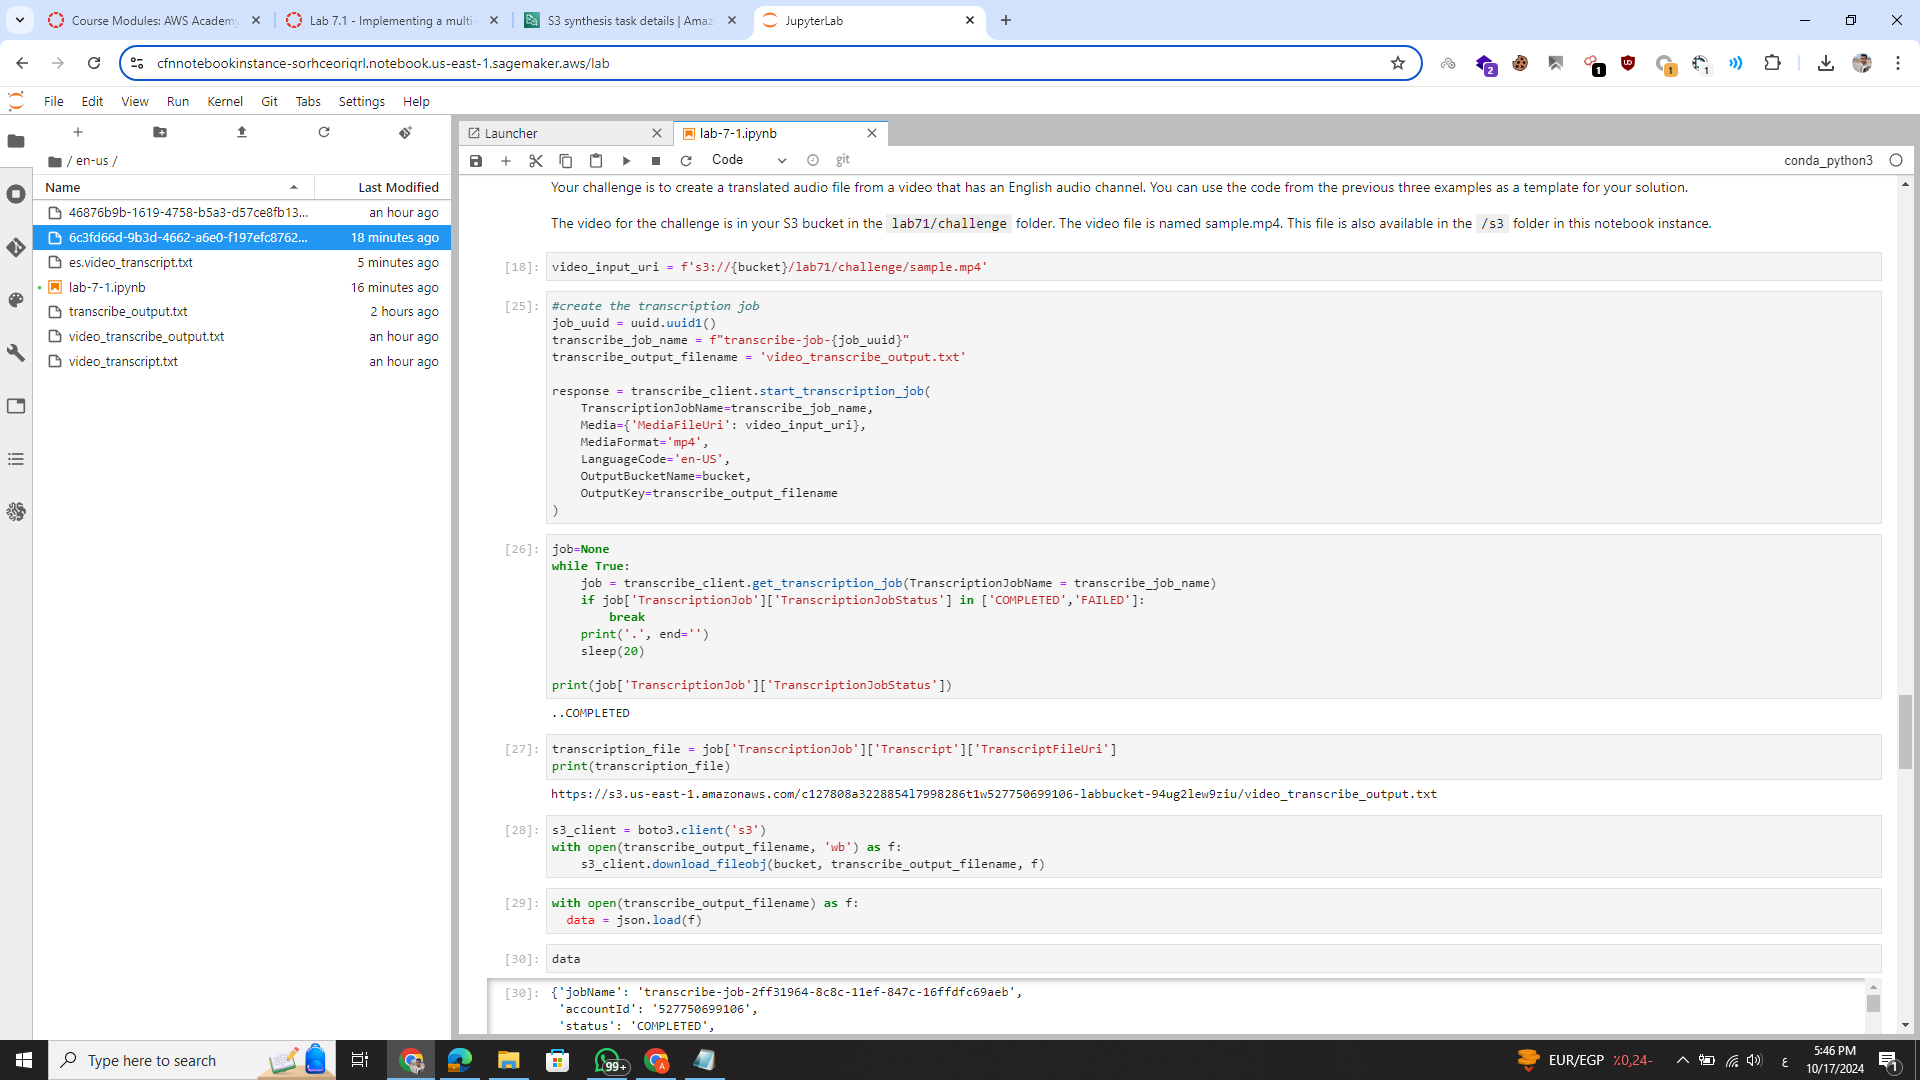 Course Modules: AWS Academy
Lab 7.1 - Implementing a multi-
S3 synthesis task details | Amaz
JupyterLab
cfnnotebookinstance-sorhceoriqrl.notebook.us-east-1.sagemaker.aws/lab
2
1
1
1
File Edit View Run Kernel Git Tabs Settings Help
/ en-us /
Name Last Modified
46876b9b-1619-4758-b5a3-d57ce8fb13... an hour ago
6c3fd66d-9b3d-4662-a6e0-f197efc8762... 18 minutes ago
es.video_transcript.txt 5 minutes ago
lab-7-1.ipynb 16 minutes ago
transcribe_output.txt 2 hours ago
video_transcribe_output.txt an hour ago
video_transcript.txt an hour ago
Launcher
lab-7-1.ipynb
Code
git
conda_python3
Your challenge is to create a translated audio file from a video that has an English audio channel. You can use the code from the previous three examples as a template for your solution.
The video for the challenge is in your S3 bucket in the lab71/challenge folder. The video file is named sample.mp4. This file is also available in the /s3 folder in this notebook instance.
[18]: video_input_uri = f's3://{bucket}/lab71/challenge/sample.mp4'
[25]: #create the transcription job
job_uuid = uuid.uuid1()
transcribe_job_name = f"transcribe-job-{job_uuid}"
transcribe_output_filename = 'video_transcribe_output.txt'
response = transcribe_client.start_transcription_job(
TranscriptionJobName=transcribe_job_name,
Media={'MediaFileUri': video_input_uri},
MediaFormat='mp4',
LanguageCode='en-US',
OutputBucketName=bucket,
OutputKey=transcribe_output_filename
)
[26]: job=None
while True:
job = transcribe_client.get_transcription_job(TranscriptionJobName = transcribe_job_name)
if job['TranscriptionJob']['TranscriptionJobStatus'] in ['COMPLETED','FAILED']:
break
print('.', end='')
sleep(20)
print(job['TranscriptionJob']['TranscriptionJobStatus'])
..COMPLETED
[27]: transcription_file = job['TranscriptionJob']['Transcript']['TranscriptFileUri']
print(transcription_file)
https://s3.us-east-1.amazonaws.com/c127808a3228854l7998286t1w527750699106-labbucket-94ug2lew9ziu/video_transcribe_output.txt
[28]: s3_client = boto3.client('s3')
with open(transcribe_output_filename, 'wb') as f:
s3_client.download_fileobj(bucket, transcribe_output_filename, f)
[29]: with open(transcribe_output_filename) as f:
data = json.load(f)
[30]: data
[30]: {'jobName': 'transcribe-job-2ff31964-8c8c-11ef-847c-16ffdfc69aeb',
'accountId': '527750699106',
'status': 'COMPLETED',
Type here to search
99+
EUR/EGP ٪0,24-
ع
5:46 PM
10/17/2024
1